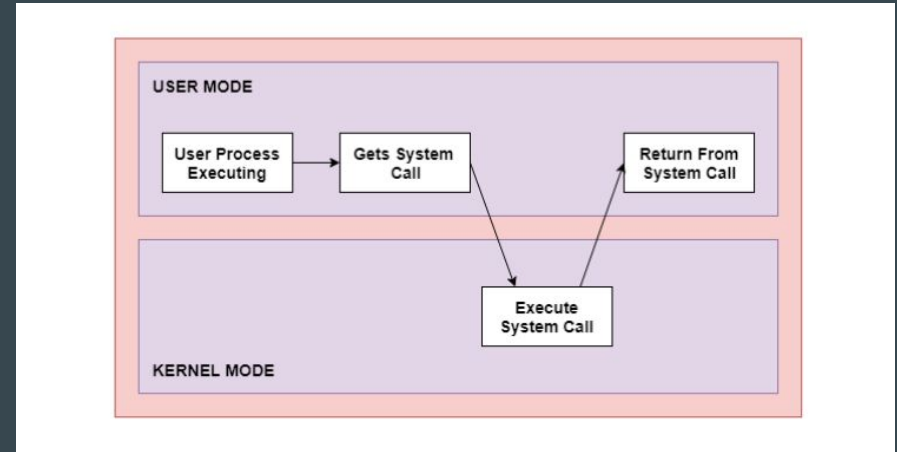 USER MODE
User Process
Executing
Gets System
Call
Return From
System Call
Execute
System Call
KERNEL MODE